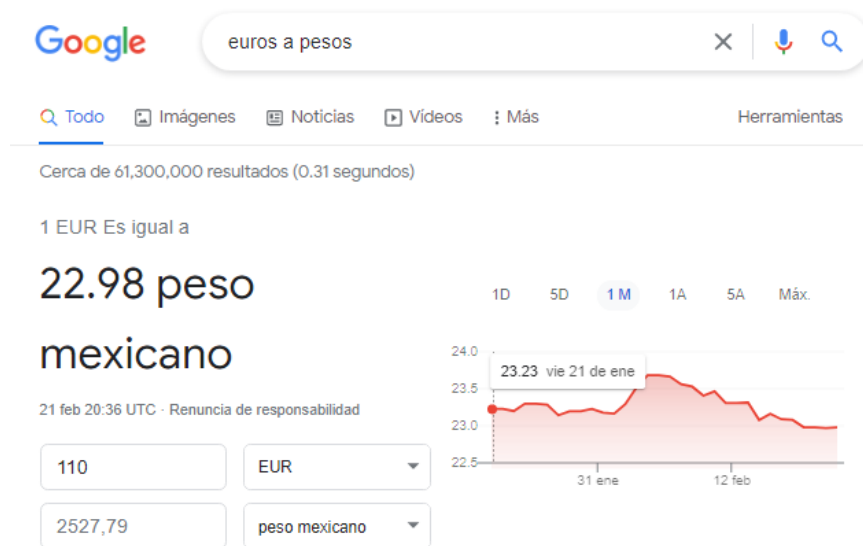 Google
euros a pesos
Todo Imágenes Noticias Vídeos Más Herramientas
Cerca de 61,300,000 resultados (0.31 segundos)
1 EUR Es igual a
22.98 peso
mexicano
21 feb 20:36 UTC · Renuncia de responsabilidad
110 EUR
2527,79 peso mexicano
1D 5D 1 M 1A 5A Máx.
24.0
23.23 vie 21 de ene
23.5
23.0
22.5
31 ene 12 feb